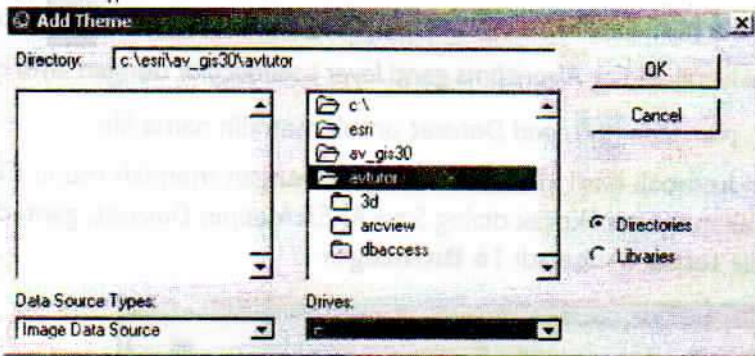 Add Theme
Directory: c:\esri\av_gis30\avtutor
OK
Cancel
c:\
esri
av_gis30
avtutor
3d
arcview
dbaccess
Directories
Libraries
Data Source Types:
Image Data Source
Drives:
c: